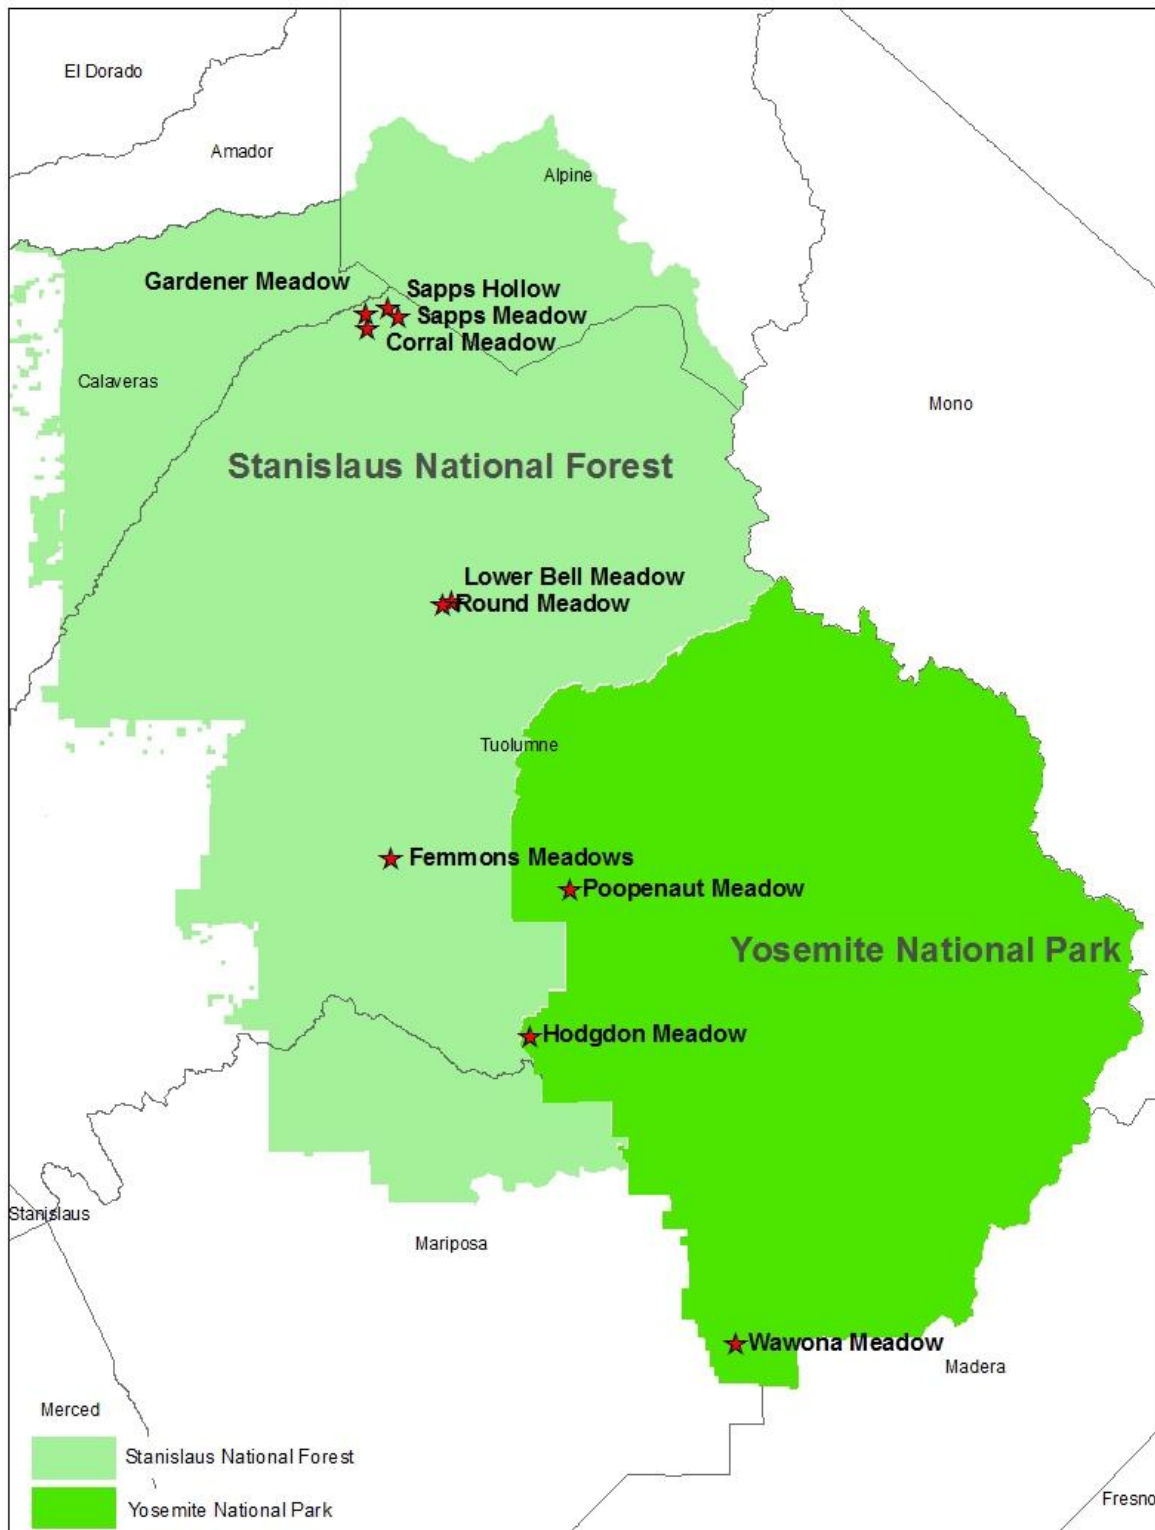 El Dorado
Amador
Alpine
Gardener Meadow
Sapps Hollow
Sapps Meadow
Corral Meadow
Calaveras
Mono
Stanislaus National Forest
Lower Bell Meadow
Round Meadow
Tuolumne
Femmons Meadows
Poopenaut Meadow
Yosemite National Park
Hodgdon Meadow
Stanislaus
Mariposa
Wawona Meadow
Madera
Merced
Stanislaus National Forest
Yosemite National Park
Fresno